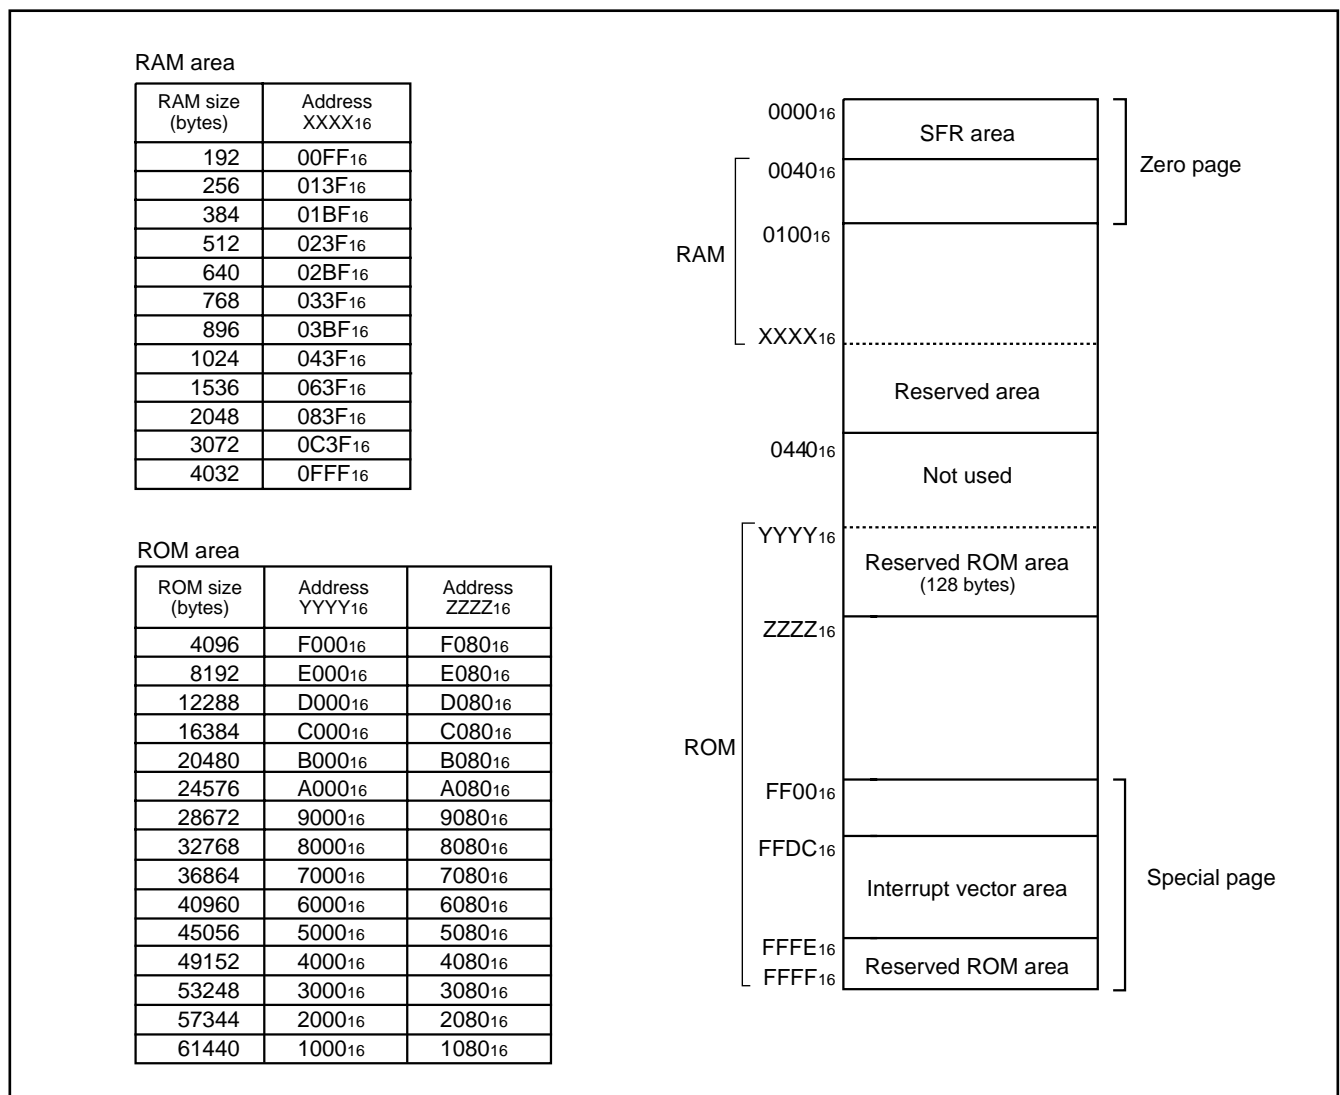 RAM area
RAM size
(bytes)
Address
XXXX16
192 00FF16
256 013F16
384 01BF16
512 023F16
640 02BF16
768 033F16
896 03BF16
1024 043F16
1536 063F16
2048 083F16
3072 0C3F16
4032 0FFF16
ROM area
ROM size
(bytes)
Address
YYYY16
Address
ZZZZ16
4096 F00016 F08016
8192 E00016 E08016
12288 D00016 D08016
16384 C00016 C08016
20480 B00016 B08016
24576 A00016 A08016
28672 900016 908016
32768 800016 808016
36864 700016 708016
40960 600016 608016
45056 500016 508016
49152 400016 408016
53248 300016 308016
57344 200016 208016
61440 100016 108016
000016
SFR area
Zero page
004016
010016
RAM
XXXX16
Reserved area
044016
Not used
YYYY16
Reserved ROM area
(128 bytes)
ZZZZ16
ROM
FF0016
FFDC16
Interrupt vector area
Special page
FFFE16
Reserved ROM area
FFFF16